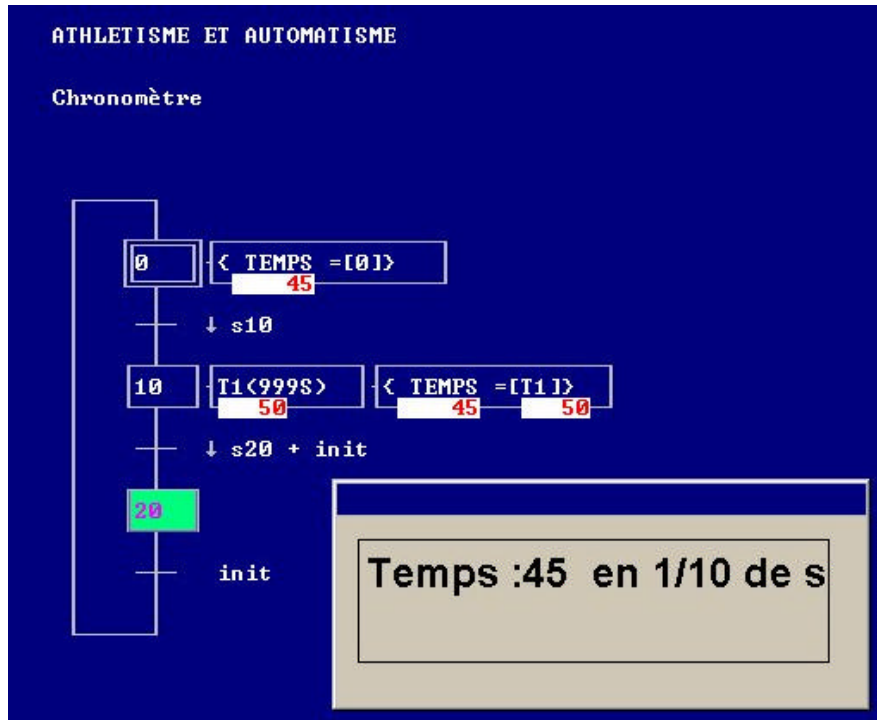 ATHLETISME ET AUTOMATISME
Chronomètre
0 { TEMPS =[0]}
45
↓ s10
10 T1(999S) { TEMPS =[T1]}
50 45 50
↓ s20 + init
20
init
Temps :45 en 1/10 de s